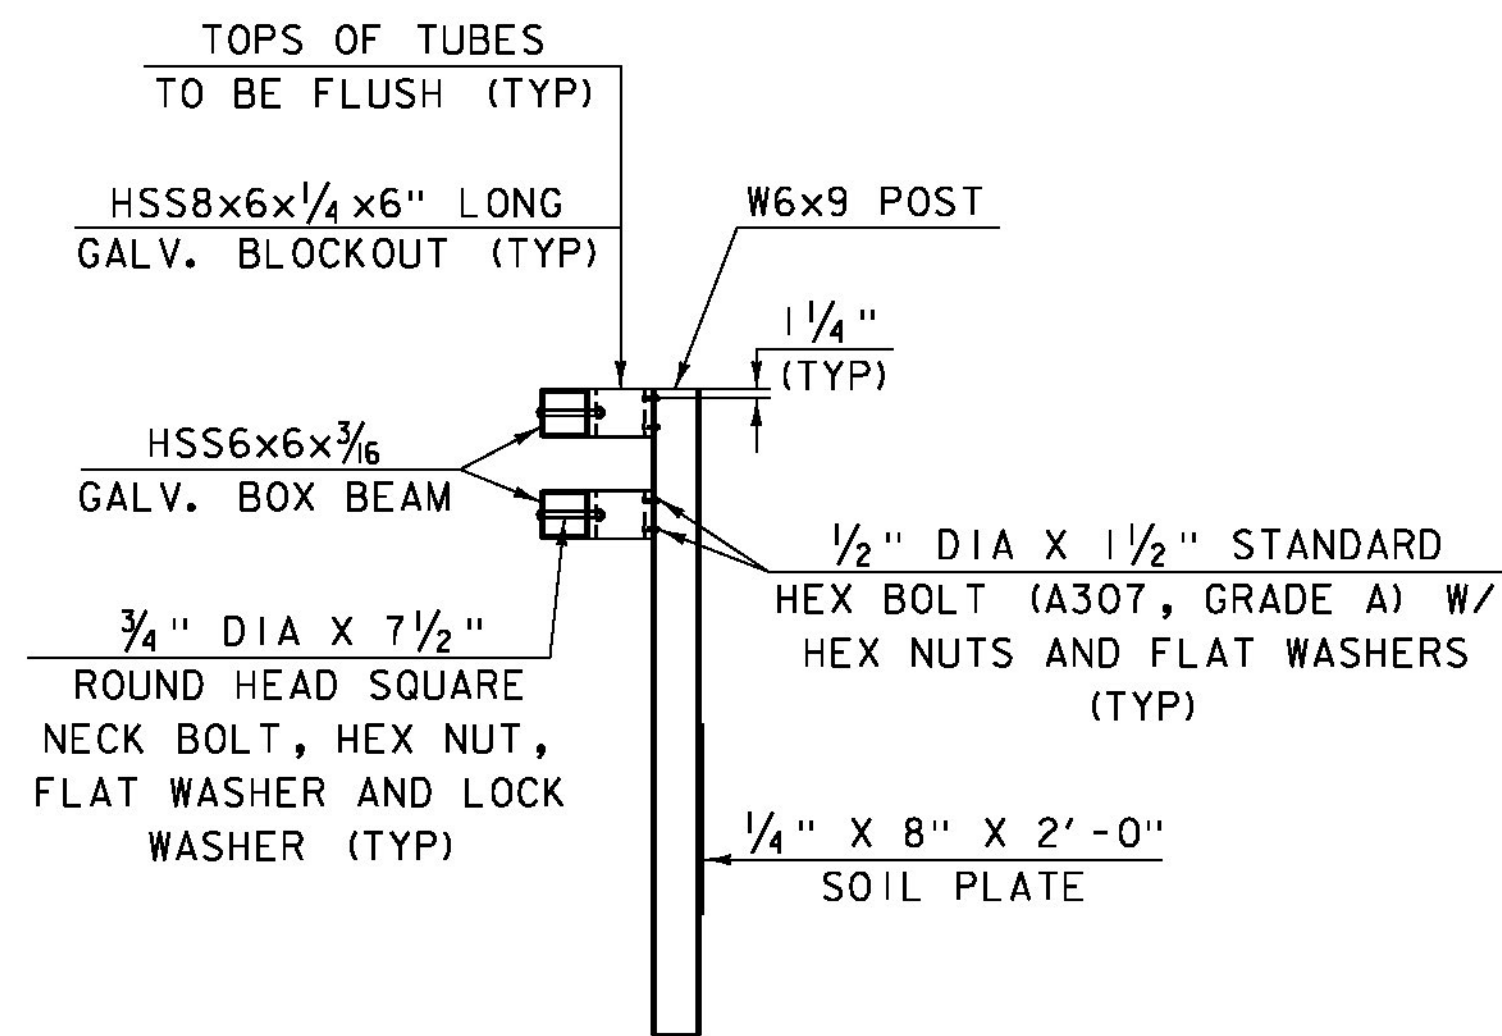 TOPS OF TUBES
TO BE FLUSH (TYP)
HSS8x6x1/4 x6" LONG
GALV. BLOCKOUT (TYP)
W6x9 POST
1 1/4"
(TYP)
HSS6x6x3/16
GALV. BOX BEAM
1/2" DIA X 1 1/2" STANDARD
HEX BOLT (A307, GRADE A) W/
HEX NUTS AND FLAT WASHERS
(TYP)
3/4" DIA X 7 1/2"
ROUND HEAD SQUARE
NECK BOLT, HEX NUT,
FLAT WASHER AND LOCK
WASHER (TYP)
1/4" X 8" X 2'-0"
SOIL PLATE